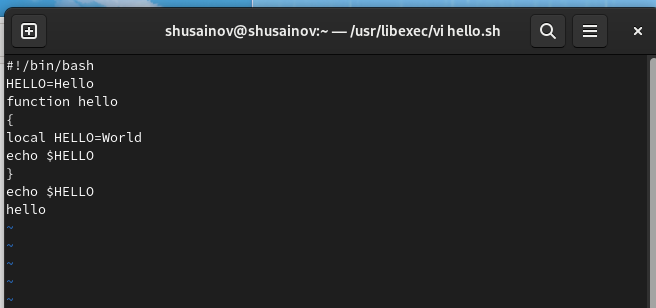 shusainov@shusainov:~ — /usr/libexec/vi hello.sh
#!/bin/bash
HELLO=Hello
function hello
{
local HELLO=World
echo $HELLO
}
echo $HELLO
hello
~
~
~
~
~